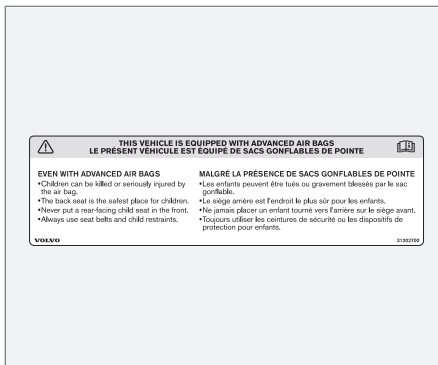 THIS VEHICLE IS EQUIPPED WITH ADVANCED AIR BAGS
LE PRÉSENT VÉHICULE EST ÉQUIPÉ DE SACS GONFLABLES DE POINTE
EVEN WITH ADVANCED AIR BAGS
•Children can be killed or seriously injured by
the air bag.
•The back seat is the safest place for children.
•Never put a rear-facing child seat in the front.
•Always use seat belts and child restraints.
MALGRÉ LA PRÉSENCE DE SACS GONFLABLES DE POINTE
•Les enfants peuvent être tués ou gravement blessés par le sac
gonflable.
•Le siège arrière est l'endroit le plus sûr pour les enfants.
•Ne jamais placer un enfant tourné vers l'arrière sur le siège avant.
•Toujours utiliser les ceintures de sécurité ou les dispositifs de
protection pour enfants.
VOLVO
31202700